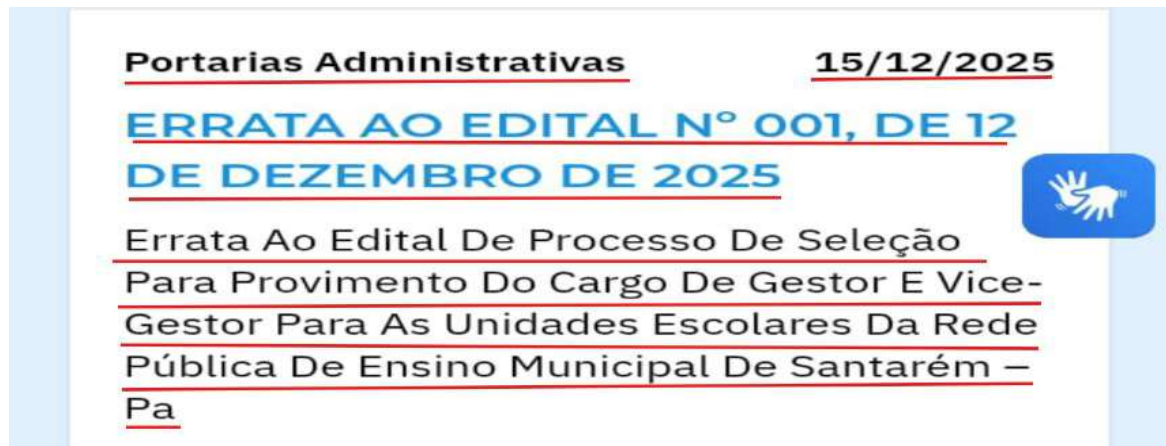 Portarias Administrativas 15/12/2025
ERRATA AO EDITAL Nº 001, DE 12
DE DEZEMBRO DE 2025
Errata Ao Edital De Processo De Seleção
Para Provimento Do Cargo De Gestor E Vice-
Gestor Para As Unidades Escolares Da Rede
Pública De Ensino Municipal De Santarém –
Pa